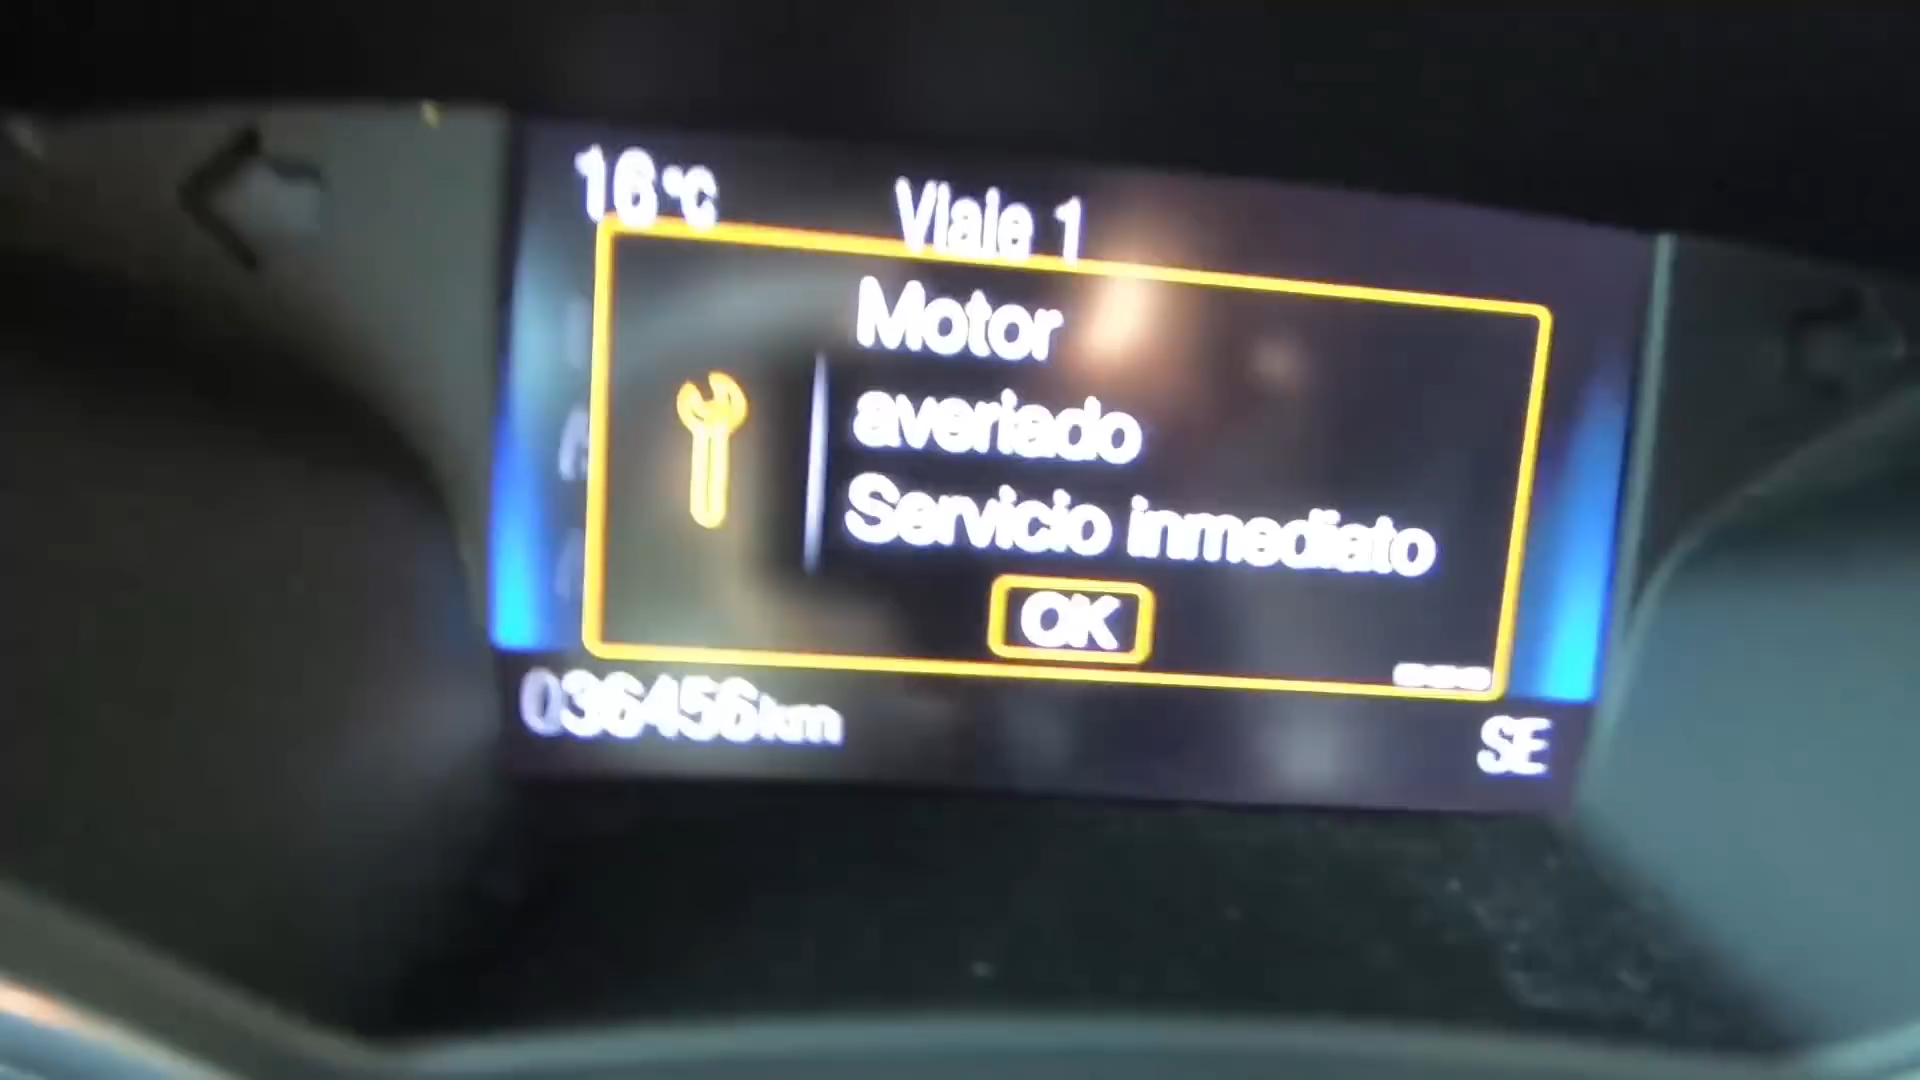 16°C Viaje 1
Motor
averiado
Servicio inmediato
OK
036456km SE